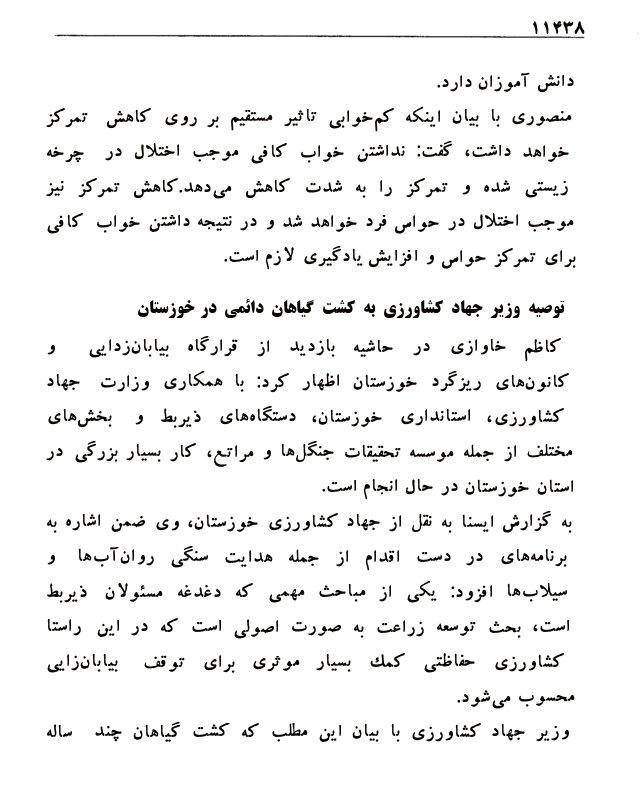 ۱۱۴۳۸
دانش آموزان دارد.
منصوری با بیان اینکه کم‌خوابی تاثیر مستقیم بر روی کاهش تمرکز
خواهد داشت، گفت: نداشتن خواب کافی موجب اختلال در چرخه
زیستی شده و تمرکز را به شدت کاهش می‌دهد.کاهش تمرکز نیز
موجب اختلال در حواس فرد خواهد شد و در نتیجه داشتن خواب کافی
برای تمرکز حواس و افزایش یادگیری لازم است.
توصیه وزیر جهاد کشاورزی به کشت گیاهان دائمی در خوزستان
کاظم خاوازی در حاشیه بازدید از قرارگاه بیابان‌زدایی و
کانون‌های ریزگرد خوزستان اظهار کرد: با همکاری وزارت جهاد
کشاورزی، استانداری خوزستان، دستگاه‌های ذیربط و بخش‌های
مختلف از جمله موسسه تحقیقات جنگل‌ها و مراتع، کار بسیار بزرگی در
استان خوزستان در حال انجام است.
به گزارش ایسنا به نقل از جهاد کشاورزی خوزستان، وی ضمن اشاره به
برنامه‌های در دست اقدام از جمله هدایت سنگی روان‌آب‌ها و
سیلاب‌ها افزود: یکی از مباحث مهمی که دغدغه مسئولان ذیربط
است، بحث توسعه زراعت به صورت اصولی است که در این راستا
کشاورزی حفاظتی کمك بسیار موثری برای توقف بیابان‌زایی
محسوب می‌شود.
وزیر جهاد کشاورزی با بیان این مطلب که کشت گیاهان چند ساله